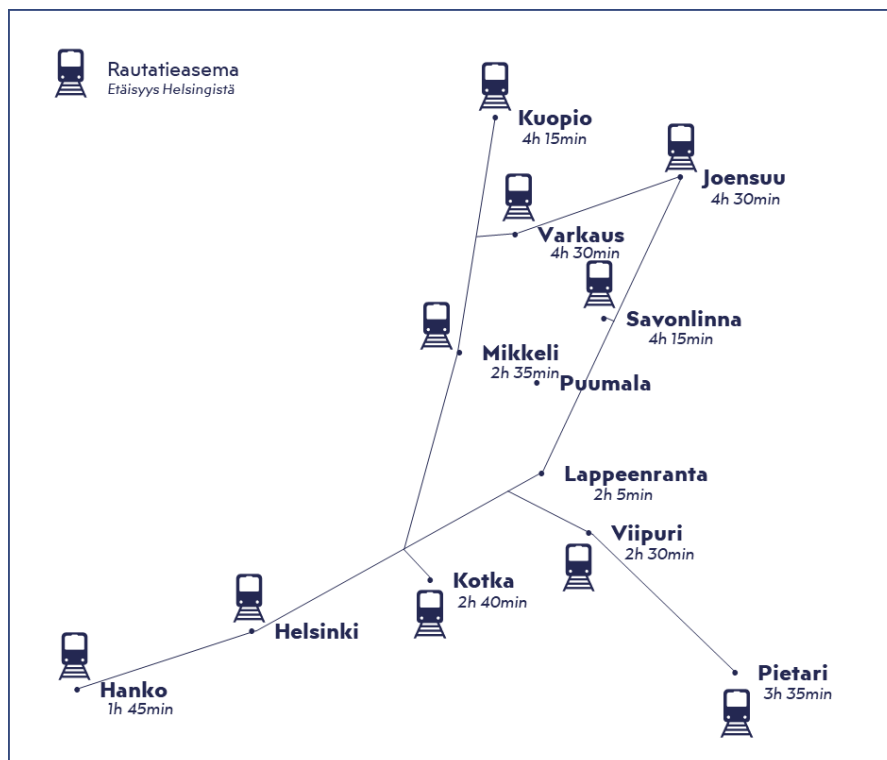 Rautatieasema
Etäisyys Helsingistä
Kuopio
4h 15min
Joensuu
4h 30min
Varkaus
4h 30min
Savonlinna
4h 15min
Mikkeli
2h 35min
Puumala
Lappeenranta
2h 5min
Viipuri
2h 30min
Kotka
2h 40min
Helsinki
Pietari
3h 35min
Hanko
1h 45min